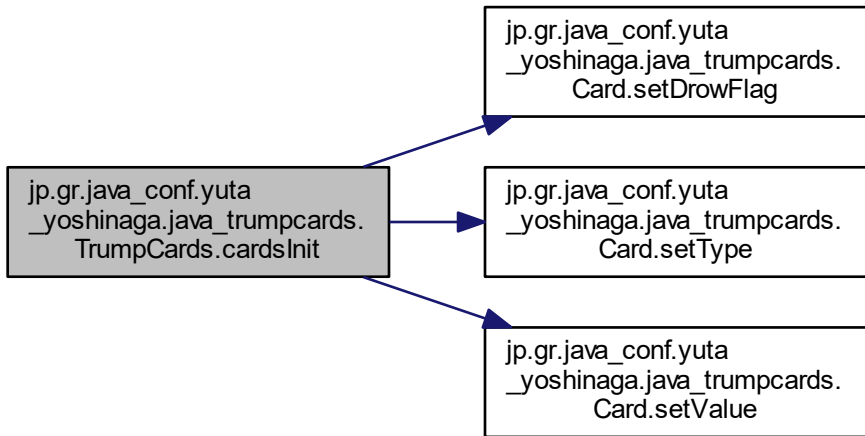 jp.gr.java_conf.yuta
_yoshinaga.java_trumpcards.
TrumpCards.cardsInit
jp.gr.java_conf.yuta
_yoshinaga.java_trumpcards.
Card.setDrowFlag
jp.gr.java_conf.yuta
_yoshinaga.java_trumpcards.
Card.setType
jp.gr.java_conf.yuta
_yoshinaga.java_trumpcards.
Card.setValue